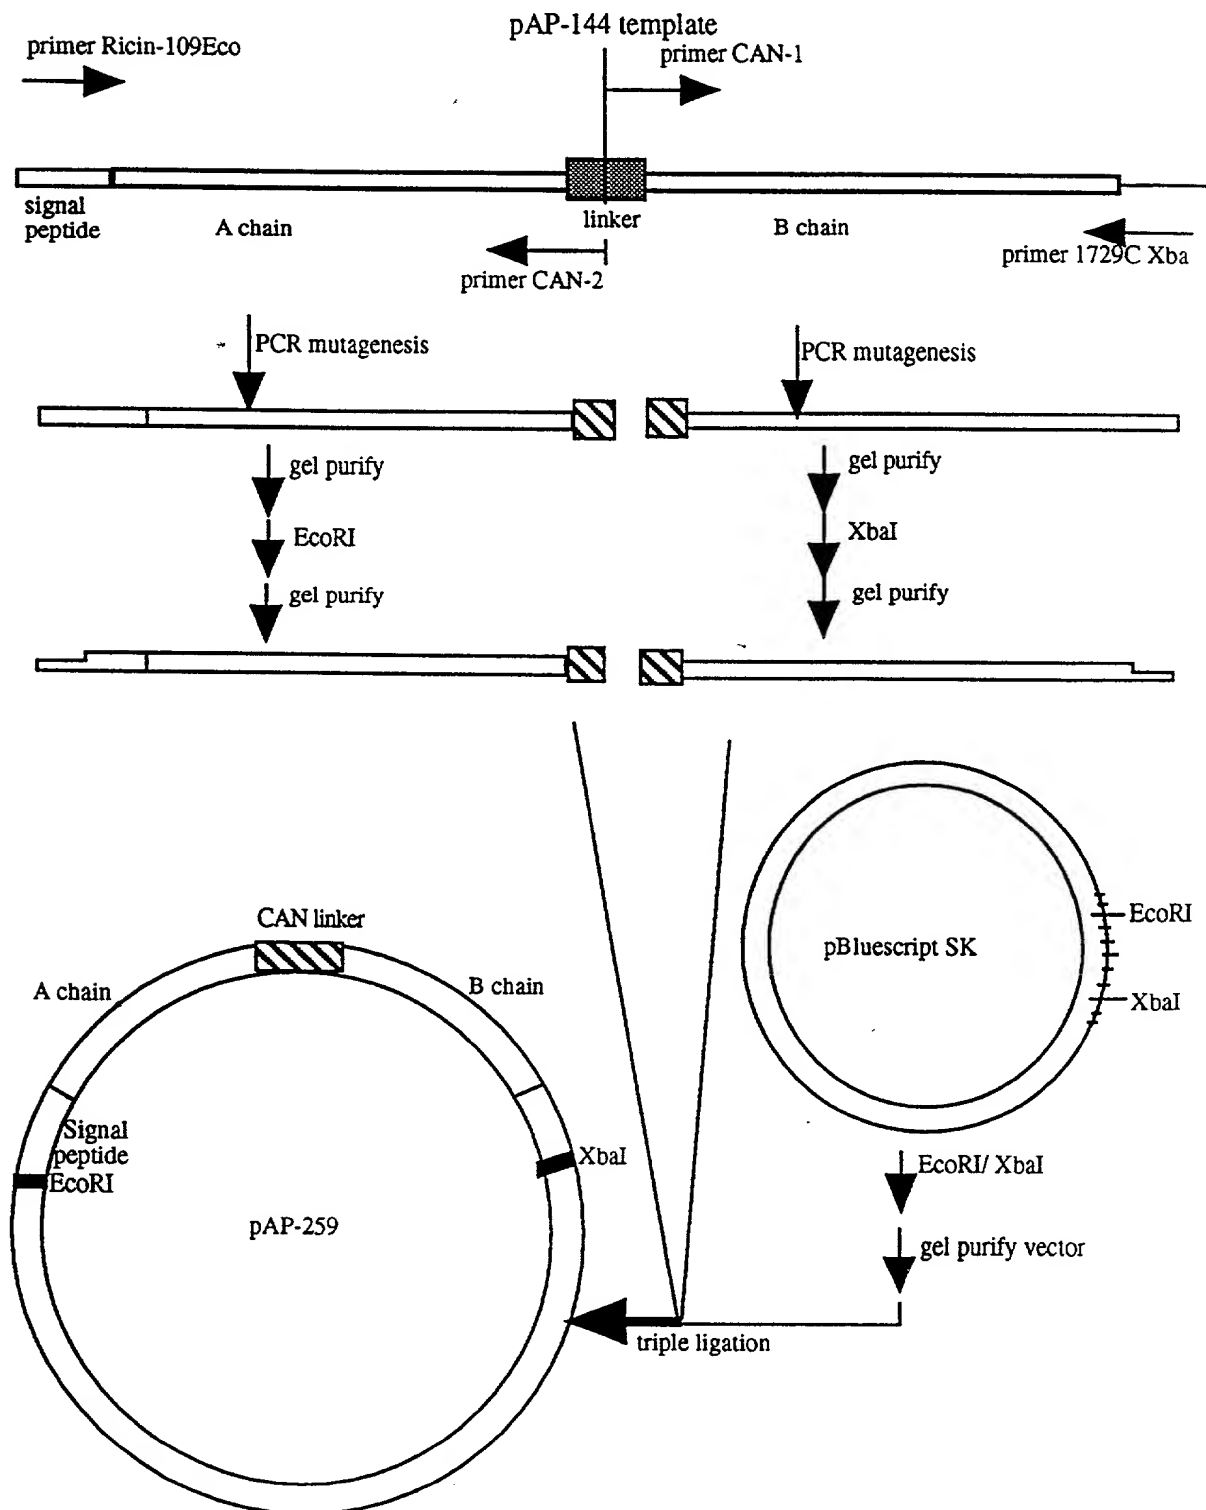 pAP-144 template
primer Ricin-109Eco
primer CAN-1
signal
peptide
A chain
linker
B chain
primer CAN-2
primer 1729C Xba
PCR mutagenesis
PCR mutagenesis
gel purify
gel purify
EcoRI
XbaI
gel purify
gel purify
CAN linker
A chain
B chain
pBluescript SK
EcoRI
XbaI
Signal
peptide
EcoRI
XbaI
pAP-259
EcoRI/ XbaI
gel purify vector
triple ligation